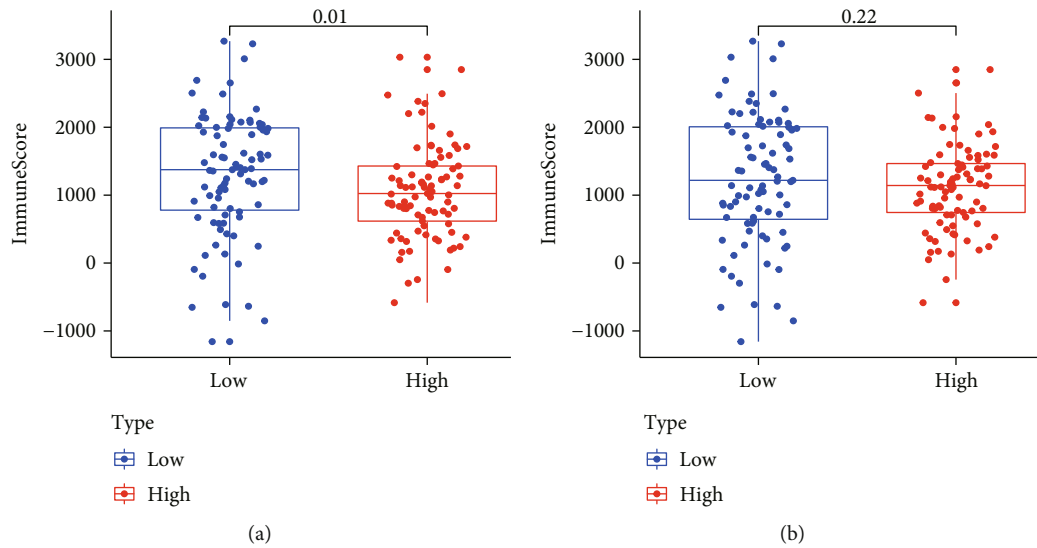 0.01
3000
2000
1000
0
−1000
ImmuneScore
Low
High
Type
Low
High
(a)
0.22
3000
2000
1000
0
−1000
ImmuneScore
Low
High
Type
Low
High
(b)